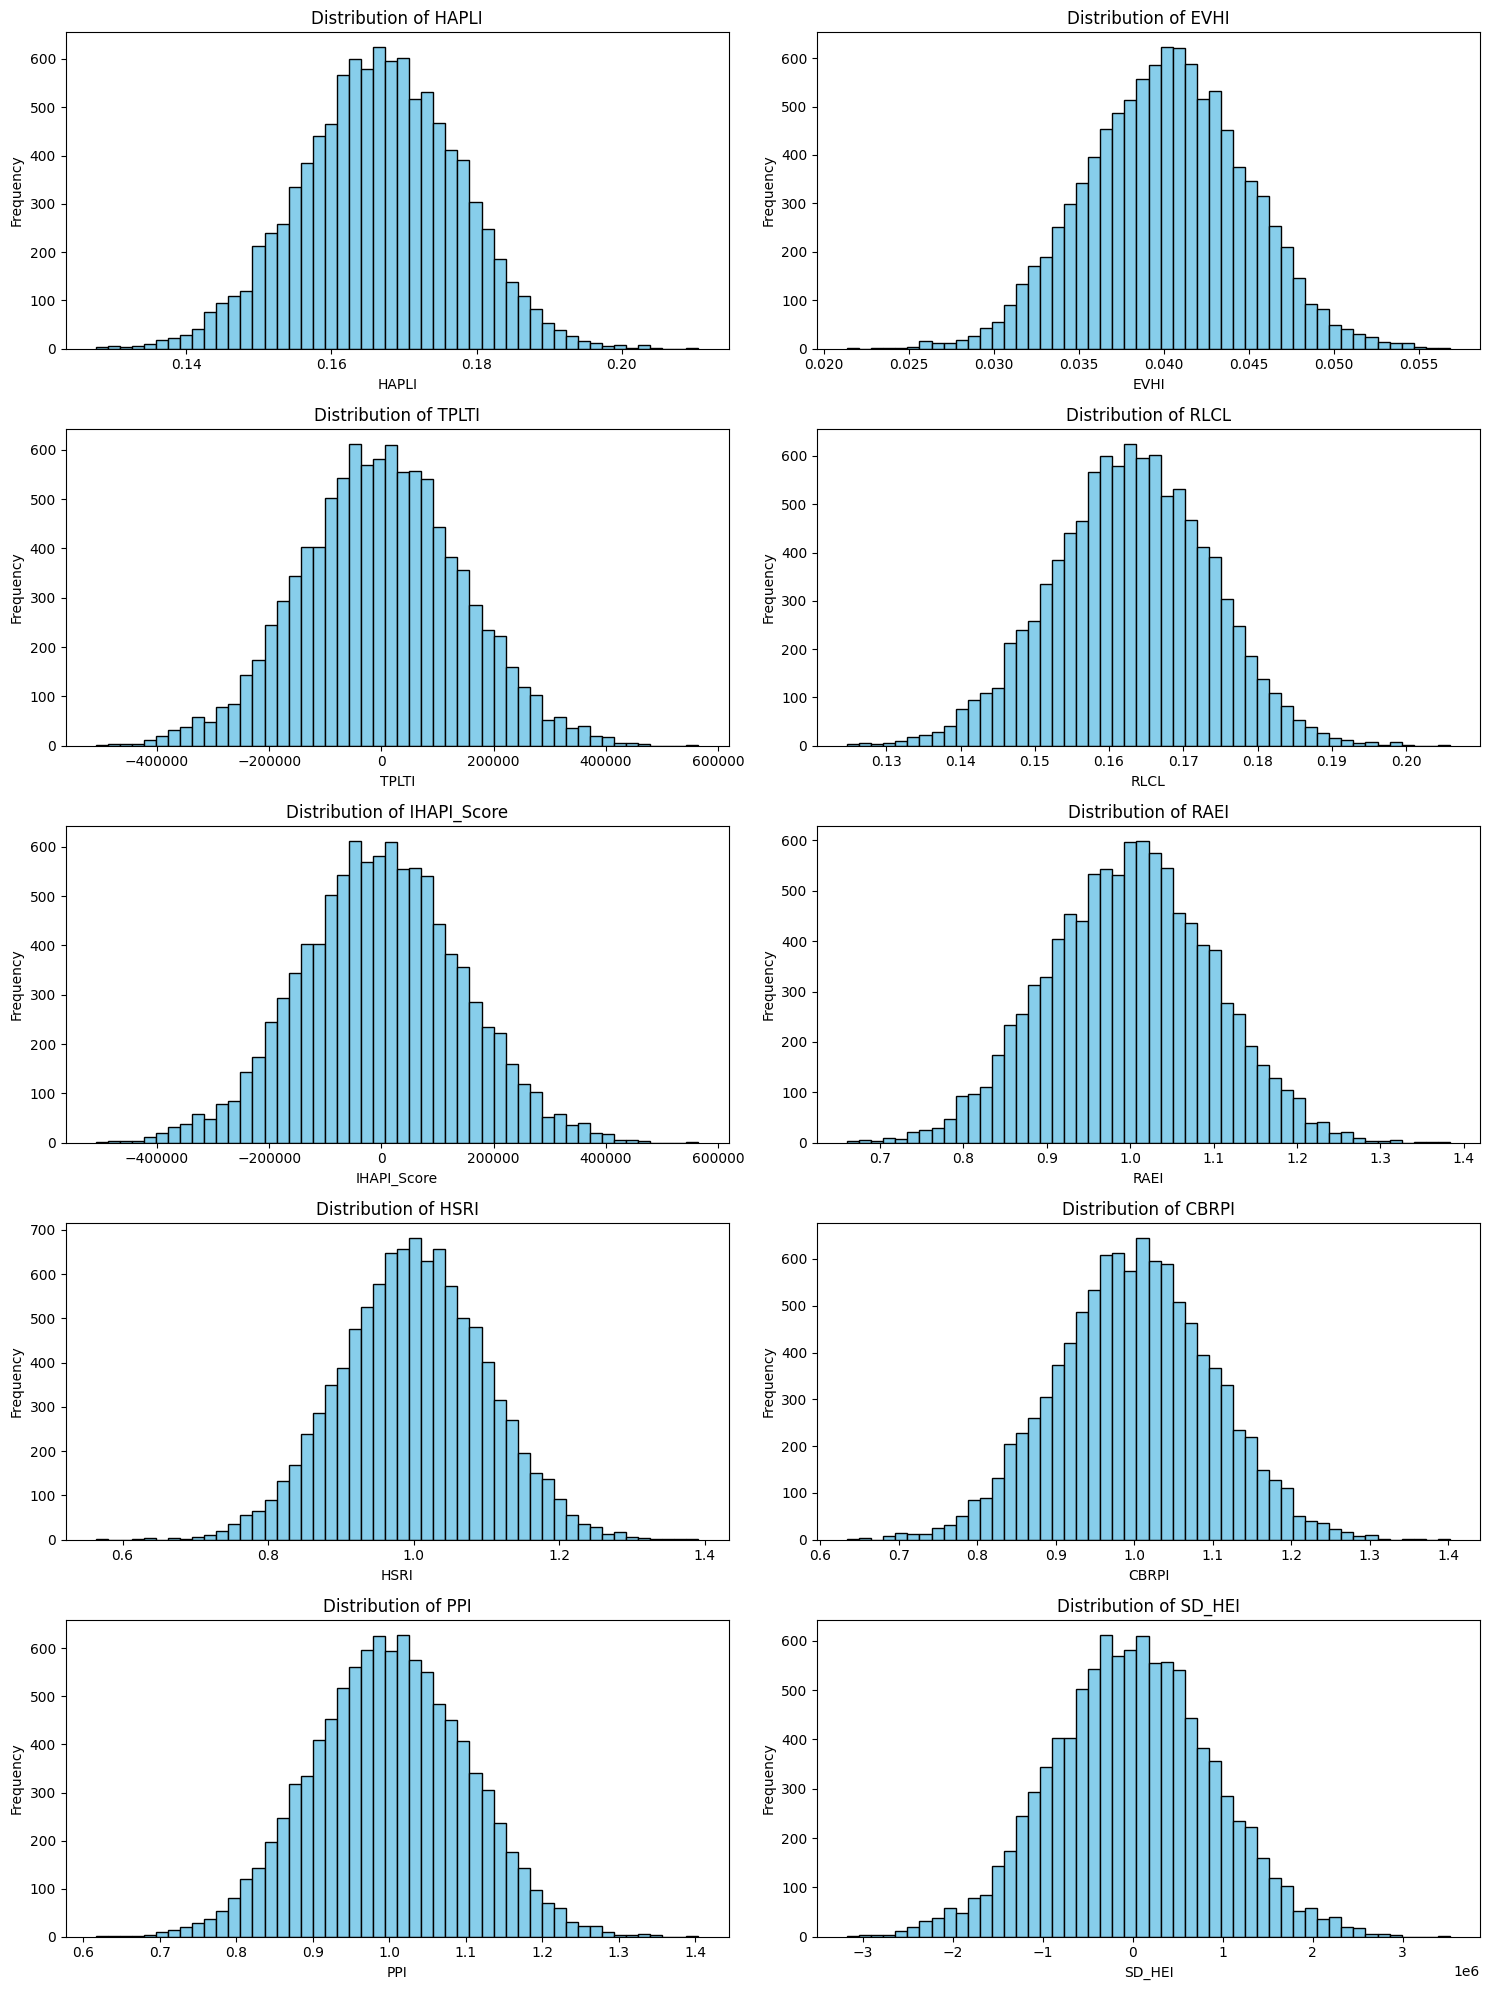 Distribution of HAPLI
Frequency
600
500
400
300
200
100
0
0.14 0.16 0.18 0.20
HAPLI
Distribution of EVHI
Frequency
600
500
400
300
200
100
0
0.020 0.025 0.030 0.035 0.040 0.045 0.050 0.055
EVHI
Distribution of TPLTI
Frequency
600
500
400
300
200
100
0
−400000 −200000 0 200000 400000 600000
TPLTI
Distribution of RLCL
Frequency
600
500
400
300
200
100
0
0.13 0.14 0.15 0.16 0.17 0.18 0.19 0.20
RLCL
Distribution of IHAPI_Score
Frequency
600
500
400
300
200
100
0
−400000 −200000 0 200000 400000 600000
IHAPI_Score
Distribution of RAEI
Frequency
600
500
400
300
200
100
0
0.7 0.8 0.9 1.0 1.1 1.2 1.3 1.4
RAEI
Distribution of HSRI
Frequency
700
600
500
400
300
200
100
0
0.6 0.8 1.0 1.2 1.4
HSRI
Distribution of CBRPI
Frequency
600
500
400
300
200
100
0
0.6 0.7 0.8 0.9 1.0 1.1 1.2 1.3 1.4
CBRPI
Distribution of PPI
Frequency
600
500
400
300
200
100
0
0.6 0.7 0.8 0.9 1.0 1.1 1.2 1.3 1.4
PPI
Distribution of SD_HEI
Frequency
600
500
400
300
200
100
0
−3 −2 −1 0 1 2 3
1e6
SD_HEI